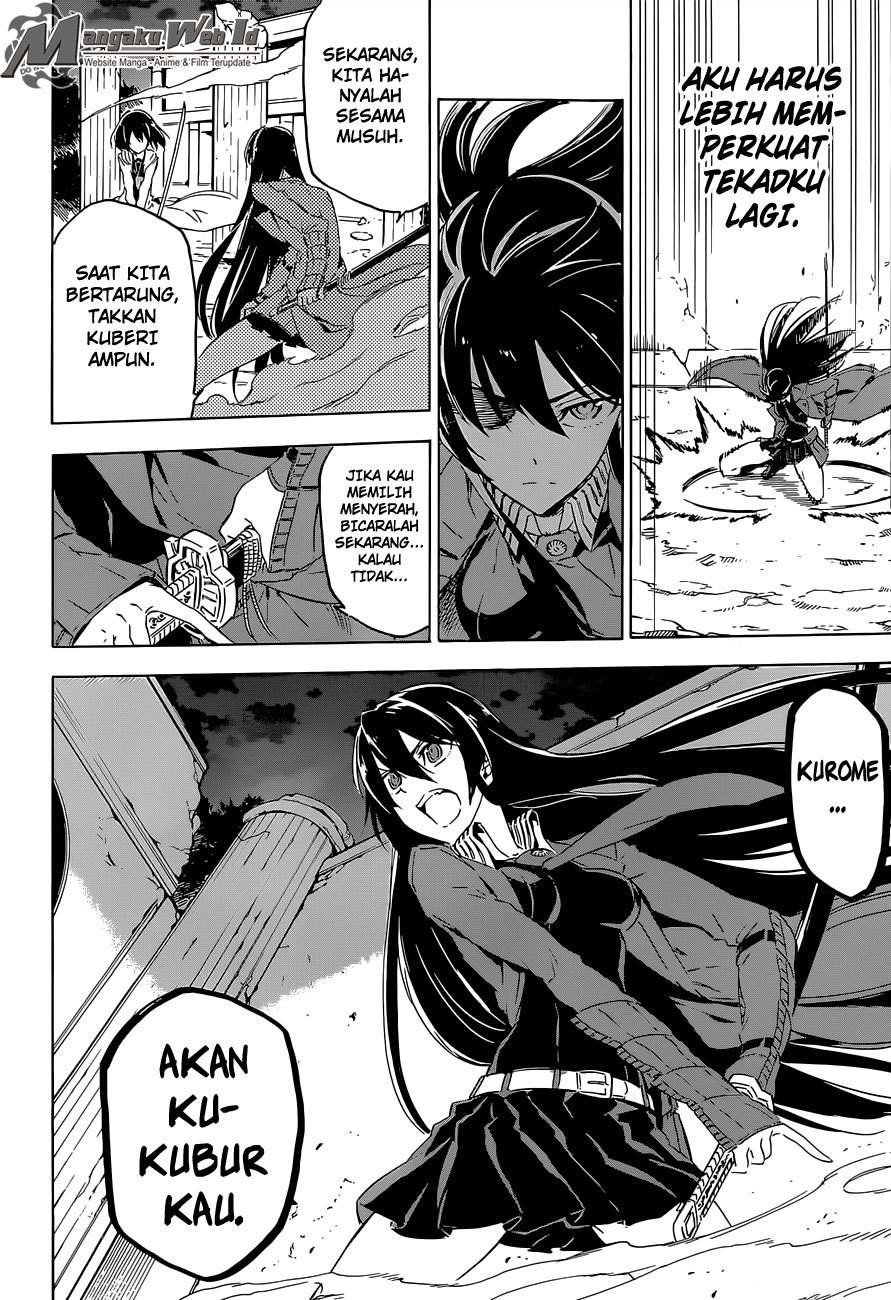 Mangaku Web.Id
Website Manga - Anime & Film Terupdate
AKU HARUS
LEBIH MEM-
PERKUAT
TEKADKU
LAGI.
SEKARANG,
KITA HA-
NYALAH
SESAMA
MUSUH.
SAAT KITA
BERTARUNG,
TAKKAN
KUBERI
AMPUN.
JIKA KAU
MEMILIH
MENYERAH,
BICARALAH
SEKARANG...
KALAU
TIDAK...
KUROME
...
AKAN
KU-
KUBUR
KAU.